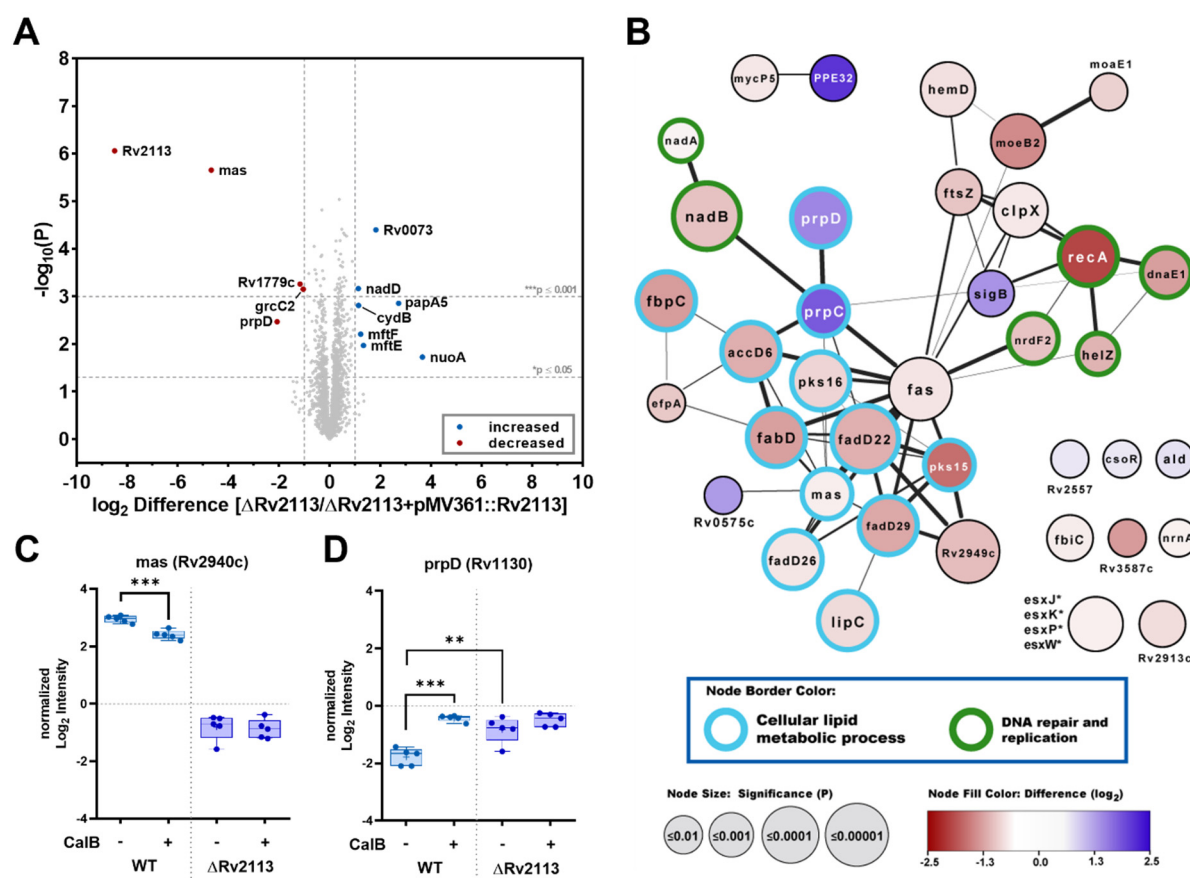 A
8
7
6
5
4
3
2
1
0
-log10(P)
Rv2113
mas
Rv0073
Rv1779c
grcC2
prpD
nadD
papA5
cydB
mftF
mftE
nuoA
***p ≤ 0.001
*p ≤ 0.05
increased
decreased
-10 -8 -6 -4 -2 0 2 4 6 8 10
log2 Difference [ΔRv2113/ΔRv2113+pMV361::Rv2113]
B
mycP5
PPE32
hemD
moaE1
moeB2
nadA
nadB
prpD
ftsZ
clpX
recA
dnaE1
fbpC
prpC
sigB
accD6
pks16
nrdF2
helZ
efpA
fas
fabD
fadD22
pks15
mas
Rv0575c
fadD29
fadD26
Rv2949c
lipC
Rv2557
csoR
ald
fbiC
Rv3587c
nrnA
esxJ*
esxK*
esxP*
esxW*
Rv2913c
Node Border Color:
Cellular lipid
metabolic process
DNA repair and
replication
Node Size: Significance (P)
≤0.01 ≤0.001 ≤0.0001 ≤0.00001
Node Fill Color: Difference (log2)
-2.5 -1.3 0.0 1.3 2.5
C
mas (Rv2940c)
***
4
2
0
-2
-4
normalized
Log2 Intensity
CalB - + - +
WT ΔRv2113
D
prpD (Rv1130)
**
***
4
2
0
-2
-4
normalized
Log2 Intensity
CalB - + - +
WT ΔRv2113